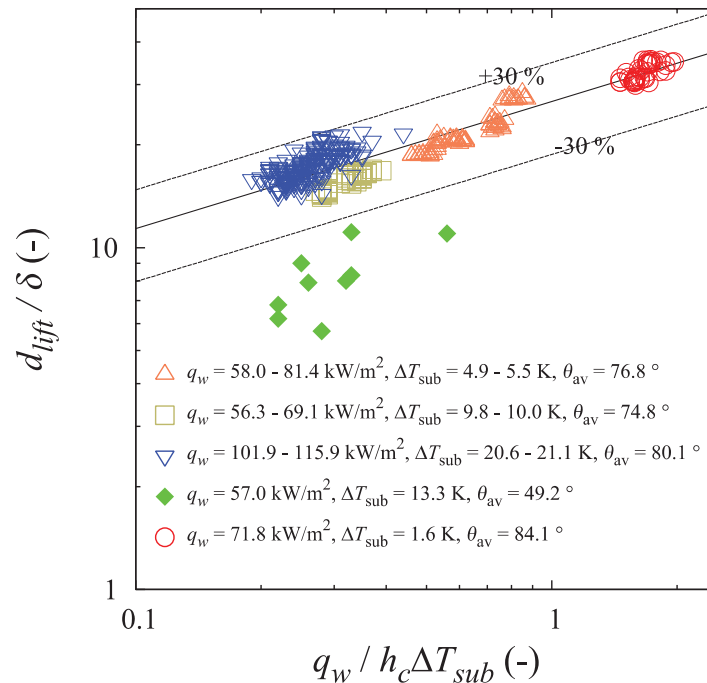 +30 %
-30 %
10
1
0.1
1
d_lift / δ (-)
q_w = 58.0 - 81.4 kW/m², ΔT_sub = 4.9 - 5.5 K, θ_av = 76.8 °
q_w = 56.3 - 69.1 kW/m², ΔT_sub = 9.8 - 10.0 K, θ_av = 74.8 °
q_w = 101.9 - 115.9 kW/m², ΔT_sub = 20.6 - 21.1 K, θ_av = 80.1 °
q_w = 57.0 kW/m², ΔT_sub = 13.3 K, θ_av = 49.2 °
q_w = 71.8 kW/m², ΔT_sub = 1.6 K, θ_av = 84.1 °
q_w / h_c ΔT_sub (-)